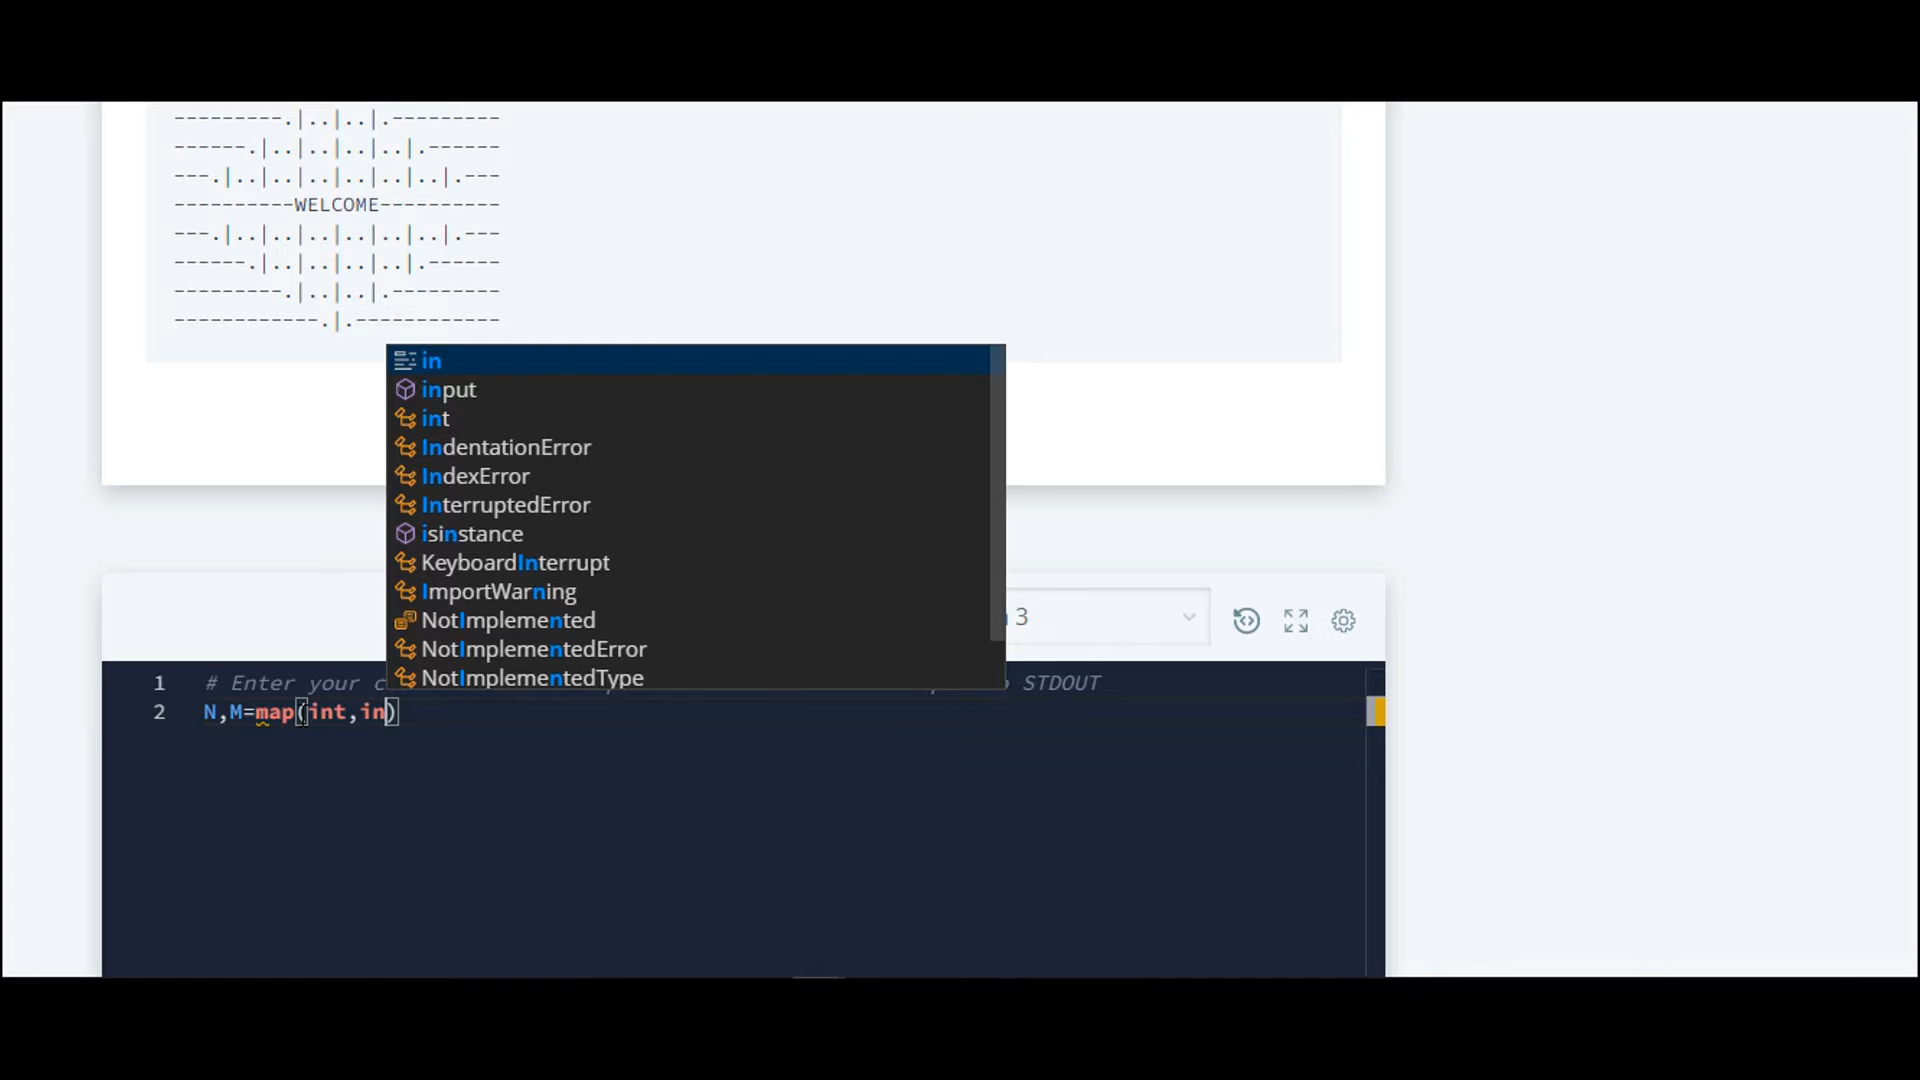 ---------.|..|..|.---------
------.|..|..|..|..|.------
---.|..|..|..|..|..|..|.---
----------WELCOME----------
---.|..|..|..|..|..|..|.---
------.|..|..|..|..|.------
---------.|..|..|.---------
------------.|.------------
in
input
int
IndentationError
IndexError
InterruptedError
isinstance
KeyboardInterrupt
ImportWarning
NotImplemented
NotImplementedError
NotImplementedType
3
1 # Enter your c STDOUT
2 N,M=map(int,in)